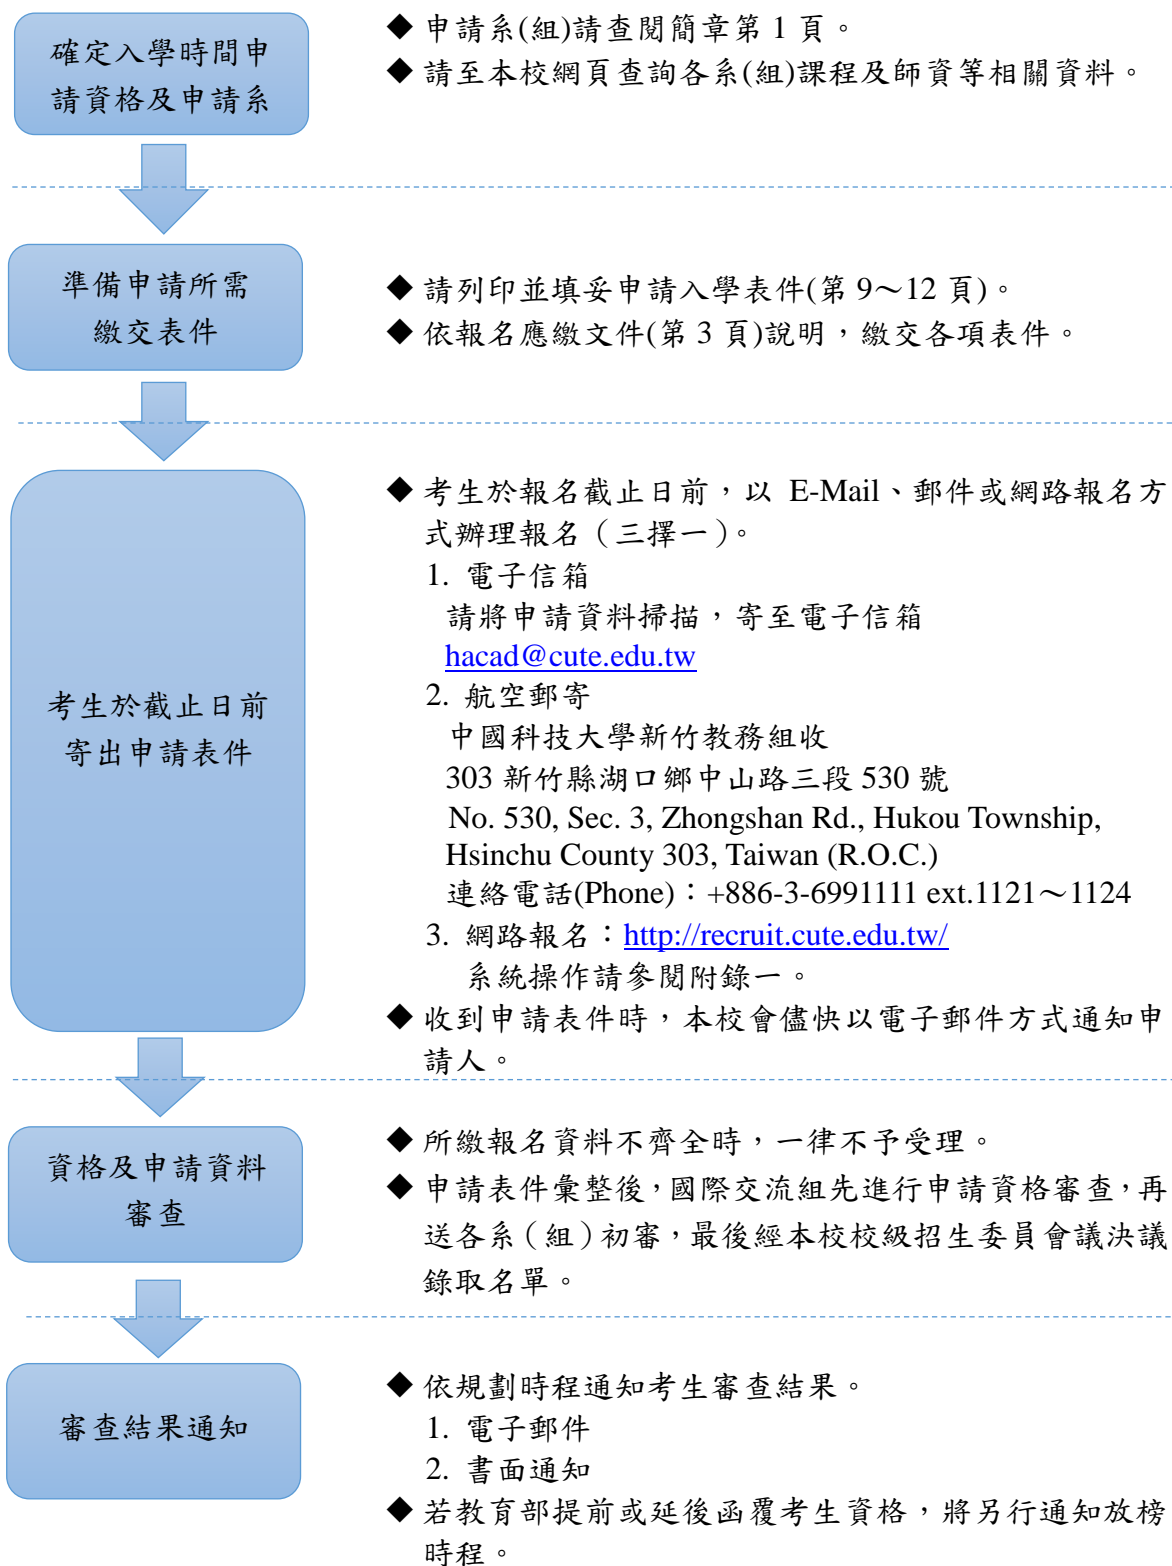 確定入學時間申
請資格及申請系
◆ 申請系(組)請查閱簡章第 1 頁。
◆ 請至本校網頁查詢各系(組)課程及師資等相關資料。
準備申請所需
繳交表件
◆ 請列印並填妥申請入學表件(第 9～12 頁)。
◆ 依報名應繳文件(第 3 頁)說明，繳交各項表件。
考生於截止日前
寄出申請表件
◆ 考生於報名截止日前，以 E-Mail、郵件或網路報名方
式辦理報名（三擇一）。
1. 電子信箱
請將申請資料掃描，寄至電子信箱
hacad@cute.edu.tw
2. 航空郵寄
中國科技大學新竹教務組收
303 新竹縣湖口鄉中山路三段 530 號
No. 530, Sec. 3, Zhongshan Rd., Hukou Township,
Hsinchu County 303, Taiwan (R.O.C.)
連絡電話(Phone)：+886-3-6991111 ext.1121～1124
3. 網路報名：http://recruit.cute.edu.tw/
系統操作請參閱附錄一。
◆ 收到申請表件時，本校會儘快以電子郵件方式通知申
請人。
資格及申請資料
審查
◆ 所繳報名資料不齊全時，一律不予受理。
◆ 申請表件彙整後，國際交流組先進行申請資格審查，再
送各系（組）初審，最後經本校校級招生委員會議決議
錄取名單。
審查結果通知
◆ 依規劃時程通知考生審查結果。
1. 電子郵件
2. 書面通知
◆ 若教育部提前或延後函覆考生資格，將另行通知放榜
時程。